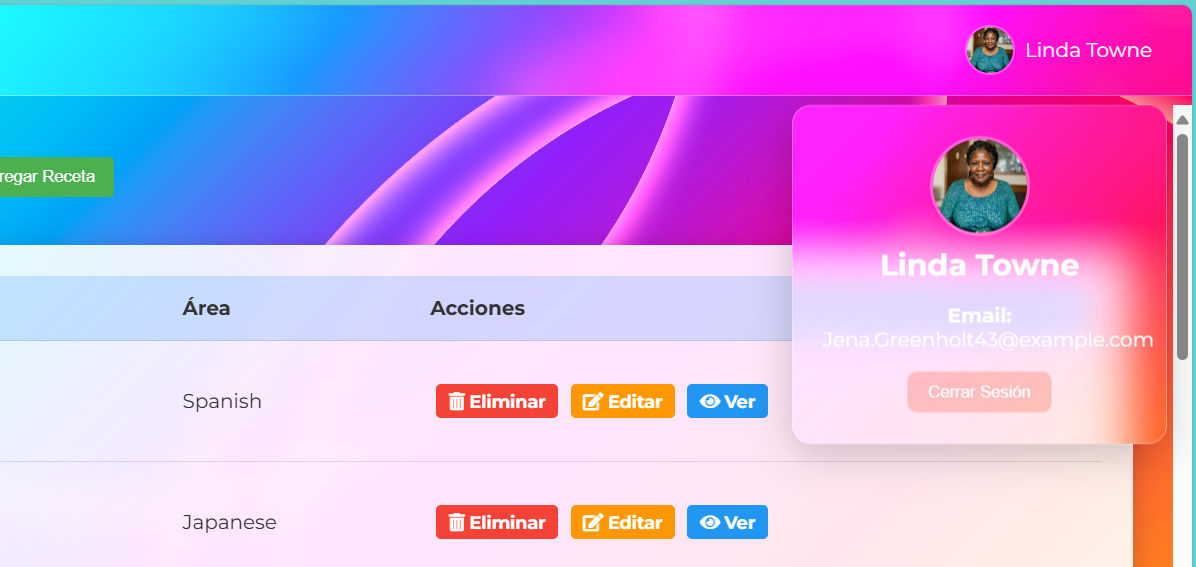 Linda Towne
regar Receta
Linda Towne
Email:
Jena.Greenholt43@example.com
Cerrar Sesión
Área Acciones
Spanish Eliminar Editar Ver
Japanese Eliminar Editar Ver